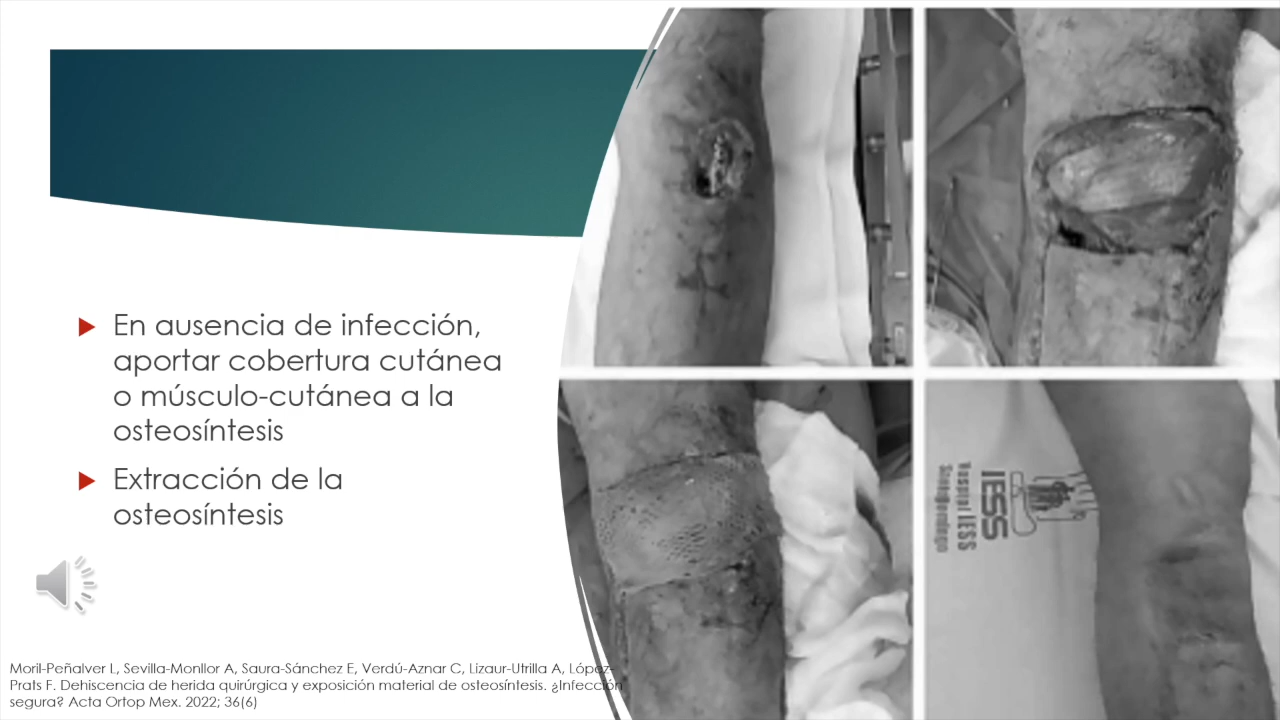 En ausencia de infección,
aportar cobertura cutánea
o músculo-cutánea a la
osteosíntesis
Extracción de la
osteosíntesis
IESS
Hospital IESS
StoDomingo
Moril-Peñalver L, Sevilla-Monllor A, Saura-Sánchez E, Verdú-Aznar C, Lizaur-Utrilla A, López-
Prats F. Dehiscencia de herida quirúrgica y exposición material de osteosíntesis. ¿Infección
segura? Acta Ortop Mex. 2022; 36(6)